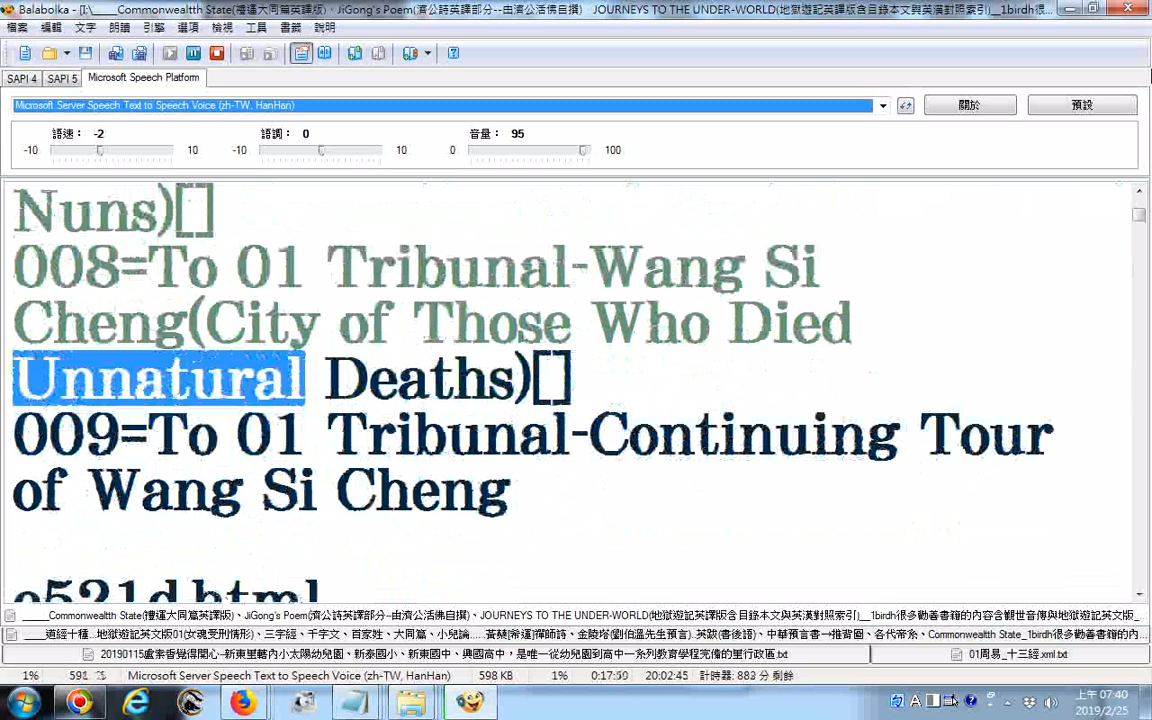 Balabolka - [I:\_____Commonwealtth State(禮運大同篇英譯版)、JiGong's Poem(濟公詩英譯部分--由濟公活佛自撰)、JOURNEYS TO THE UNDER-WORLD(地獄遊記英譯版含目錄本文與英漢對照索引)__1birdh很...
檔案 編輯 文字 朗讀 引擎 選項 檢視 工具 書籤 說明
SAPI 4 SAPI 5 Microsoft Speech Platform
Microsoft Server Speech Text to Speech Voice (zh-TW, HanHan)
關於 預設
語速： -2 語調： 0 音量： 95
-10 10 -10 10 0 100
Nuns)[]
008=To 01 Tribunal-Wang Si
Cheng(City of Those Who Died
Unnatural Deaths)[]
009=To 01 Tribunal-Continuing Tour
of Wang Si Cheng
e521d.html
_____Commonwealtth State(禮運大同篇英譯版)、JiGong's Poem(濟公詩英譯部分--由濟公活佛自撰)、JOURNEYS TO THE UNDER-WORLD(地獄遊記英譯版含目錄本文與英漢對照索引)__1birdh很多勸善書籍的內容含觀世音傳與地獄遊記英文版_
_____道經十種...地獄遊記英文版01(女魂受刑情形)、三字經、千字文、百家姓、大同篇、小兒論.....黃蘗[希運]禪師詩、金陵塔(劉伯溫先生預言).英跋(書後語)、中華預言書一推背圖、各代帝系、Commonwealtth State_1birdh很多勸善書籍的內...
20190115盧素香覺得開心--新東里轄內小太陽幼兒園、新泰國小、新東國中、興國高中，是唯一從幼兒園到高中一系列教育學程完備的里行政區.txt 01周易_十三經.xml.txt
1% Microsoft Server Speech Text to Speech Voice (zh-TW, HanHan) 598 KB 1% 0:17:50 20:02:45 計時器: 883 分 剩餘
上午 07:40
2019/2/25